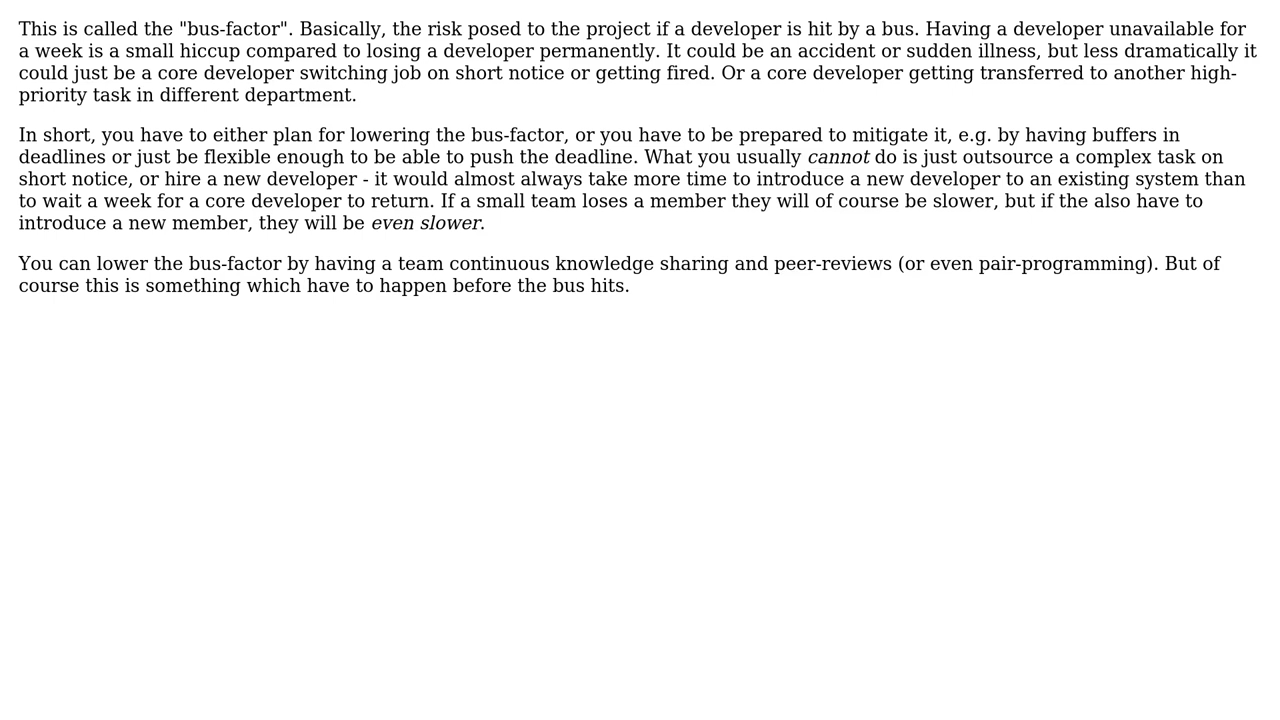 This is called the "bus-factor". Basically, the risk posed to the project if a developer is hit by a bus. Having a developer unavailable for
a week is a small hiccup compared to losing a developer permanently. It could be an accident or sudden illness, but less dramatically it
could just be a core developer switching job on short notice or getting fired. Or a core developer getting transferred to another high-
priority task in different department.
In short, you have to either plan for lowering the bus-factor, or you have to be prepared to mitigate it, e.g. by having buffers in
deadlines or just be flexible enough to be able to push the deadline. What you usually cannot do is just outsource a complex task on
short notice, or hire a new developer - it would almost always take more time to introduce a new developer to an existing system than
to wait a week for a core developer to return. If a small team loses a member they will of course be slower, but if the also have to
introduce a new member, they will be even slower.
You can lower the bus-factor by having a team continuous knowledge sharing and peer-reviews (or even pair-programming). But of
course this is something which have to happen before the bus hits.